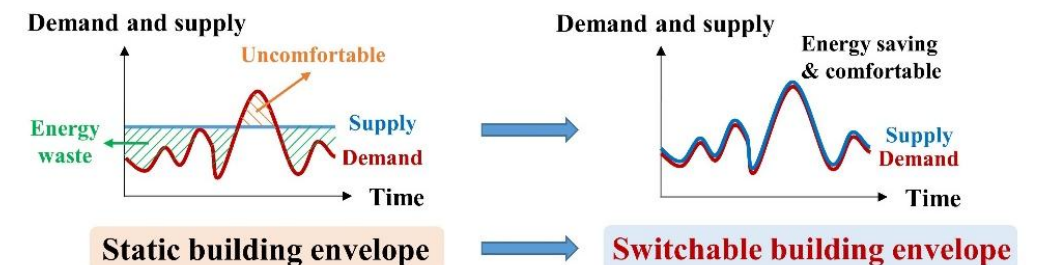 Demand and supply
Uncomfortable
Energy
waste
Supply
Demand
Time
Static building envelope
Demand and supply
Energy saving
& comfortable
Supply
Demand
Time
Switchable building envelope